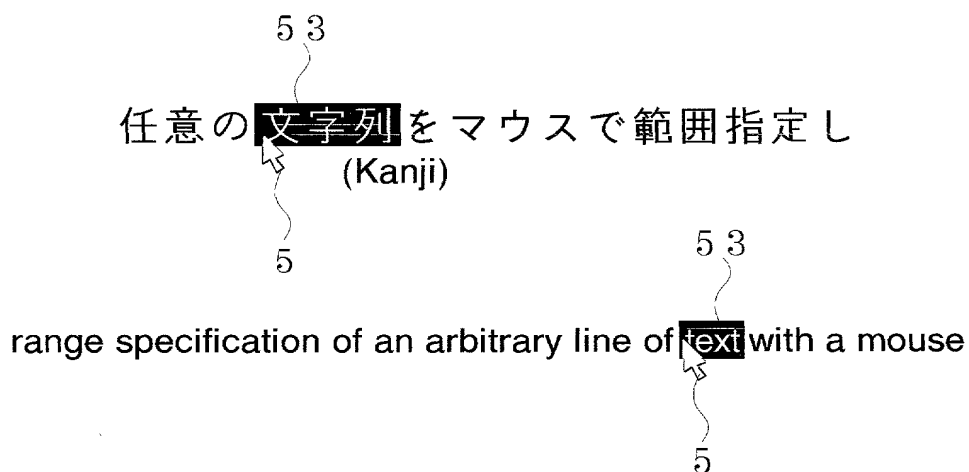 53
任意の文字列をマウスで範囲指定し
(Kanji)
5
53
range specification of an arbitrary line of text with a mouse
5